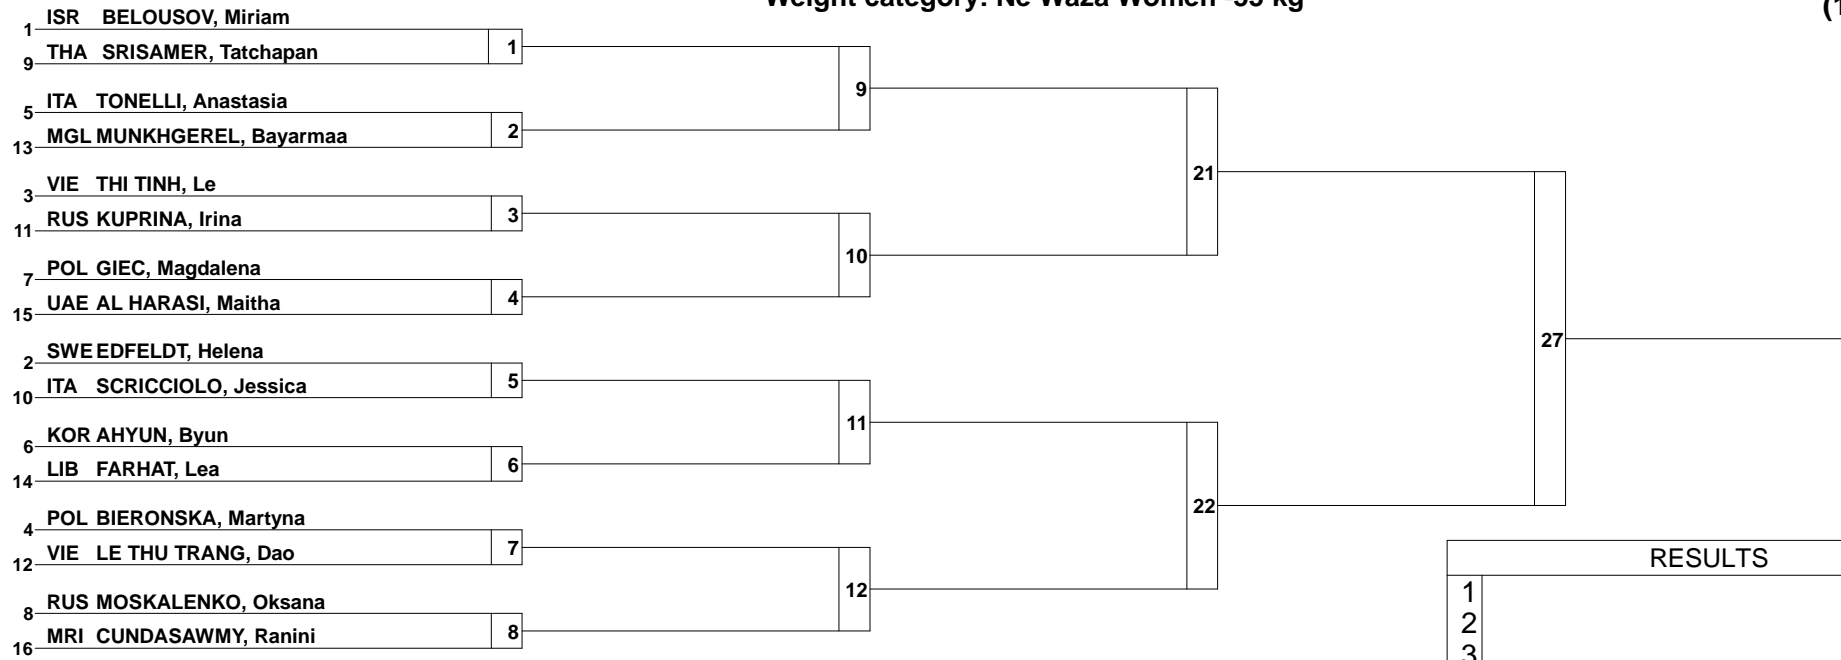 Weight category: Ne Waza Women -55 kg
(1
1 ISR BELOUSOV, Miriam
9 THA SRISAMER, Tatchapan
1
5 ITA TONELLI, Anastasia
13 MGL MUNKHGEREL, Bayarmaa
2
3 VIE THI TINH, Le
11 RUS KUPRINA, Irina
3
7 POL GIEC, Magdalena
15 UAE AL HARASI, Maitha
4
2 SWE EDFELDT, Helena
10 ITA SCRICCIOLO, Jessica
5
6 KOR AHYUN, Byun
14 LIB FARHAT, Lea
6
4 POL BIERONSKA, Martyna
12 VIE LE THU TRANG, Dao
7
8 RUS MOSKALENKO, Oksana
16 MRI CUNDASAWMY, Ranini
8
9
10
11
12
21
22
27
RESULTS
1
2
3